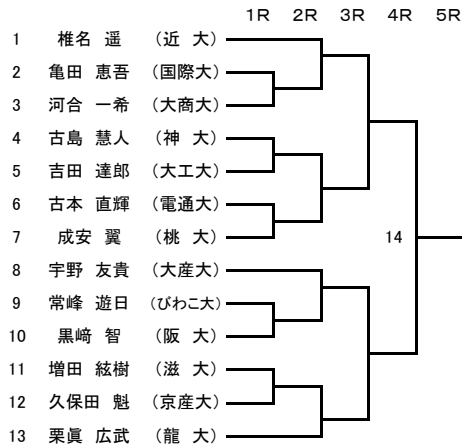 1R 2R 3R 4R 5R
1 椎名 遥 (近 大)
2 亀田 恵吾 (国際大)
3 河合 一希 (大商大)
4 古島 慧人 (神 大)
5 吉田 達郎 (大工大)
6 古本 直輝 (電通大)
7 成安 翼 (桃 大)
14
8 宇野 友貴 (大産大)
9 常峰 遊日 (びわこ大)
10 黒﨑 智 (阪 大)
11 増田 絃樹 (滋 大)
12 久保田 魁 (京産大)
13 栗眞 広武 (龍 大)